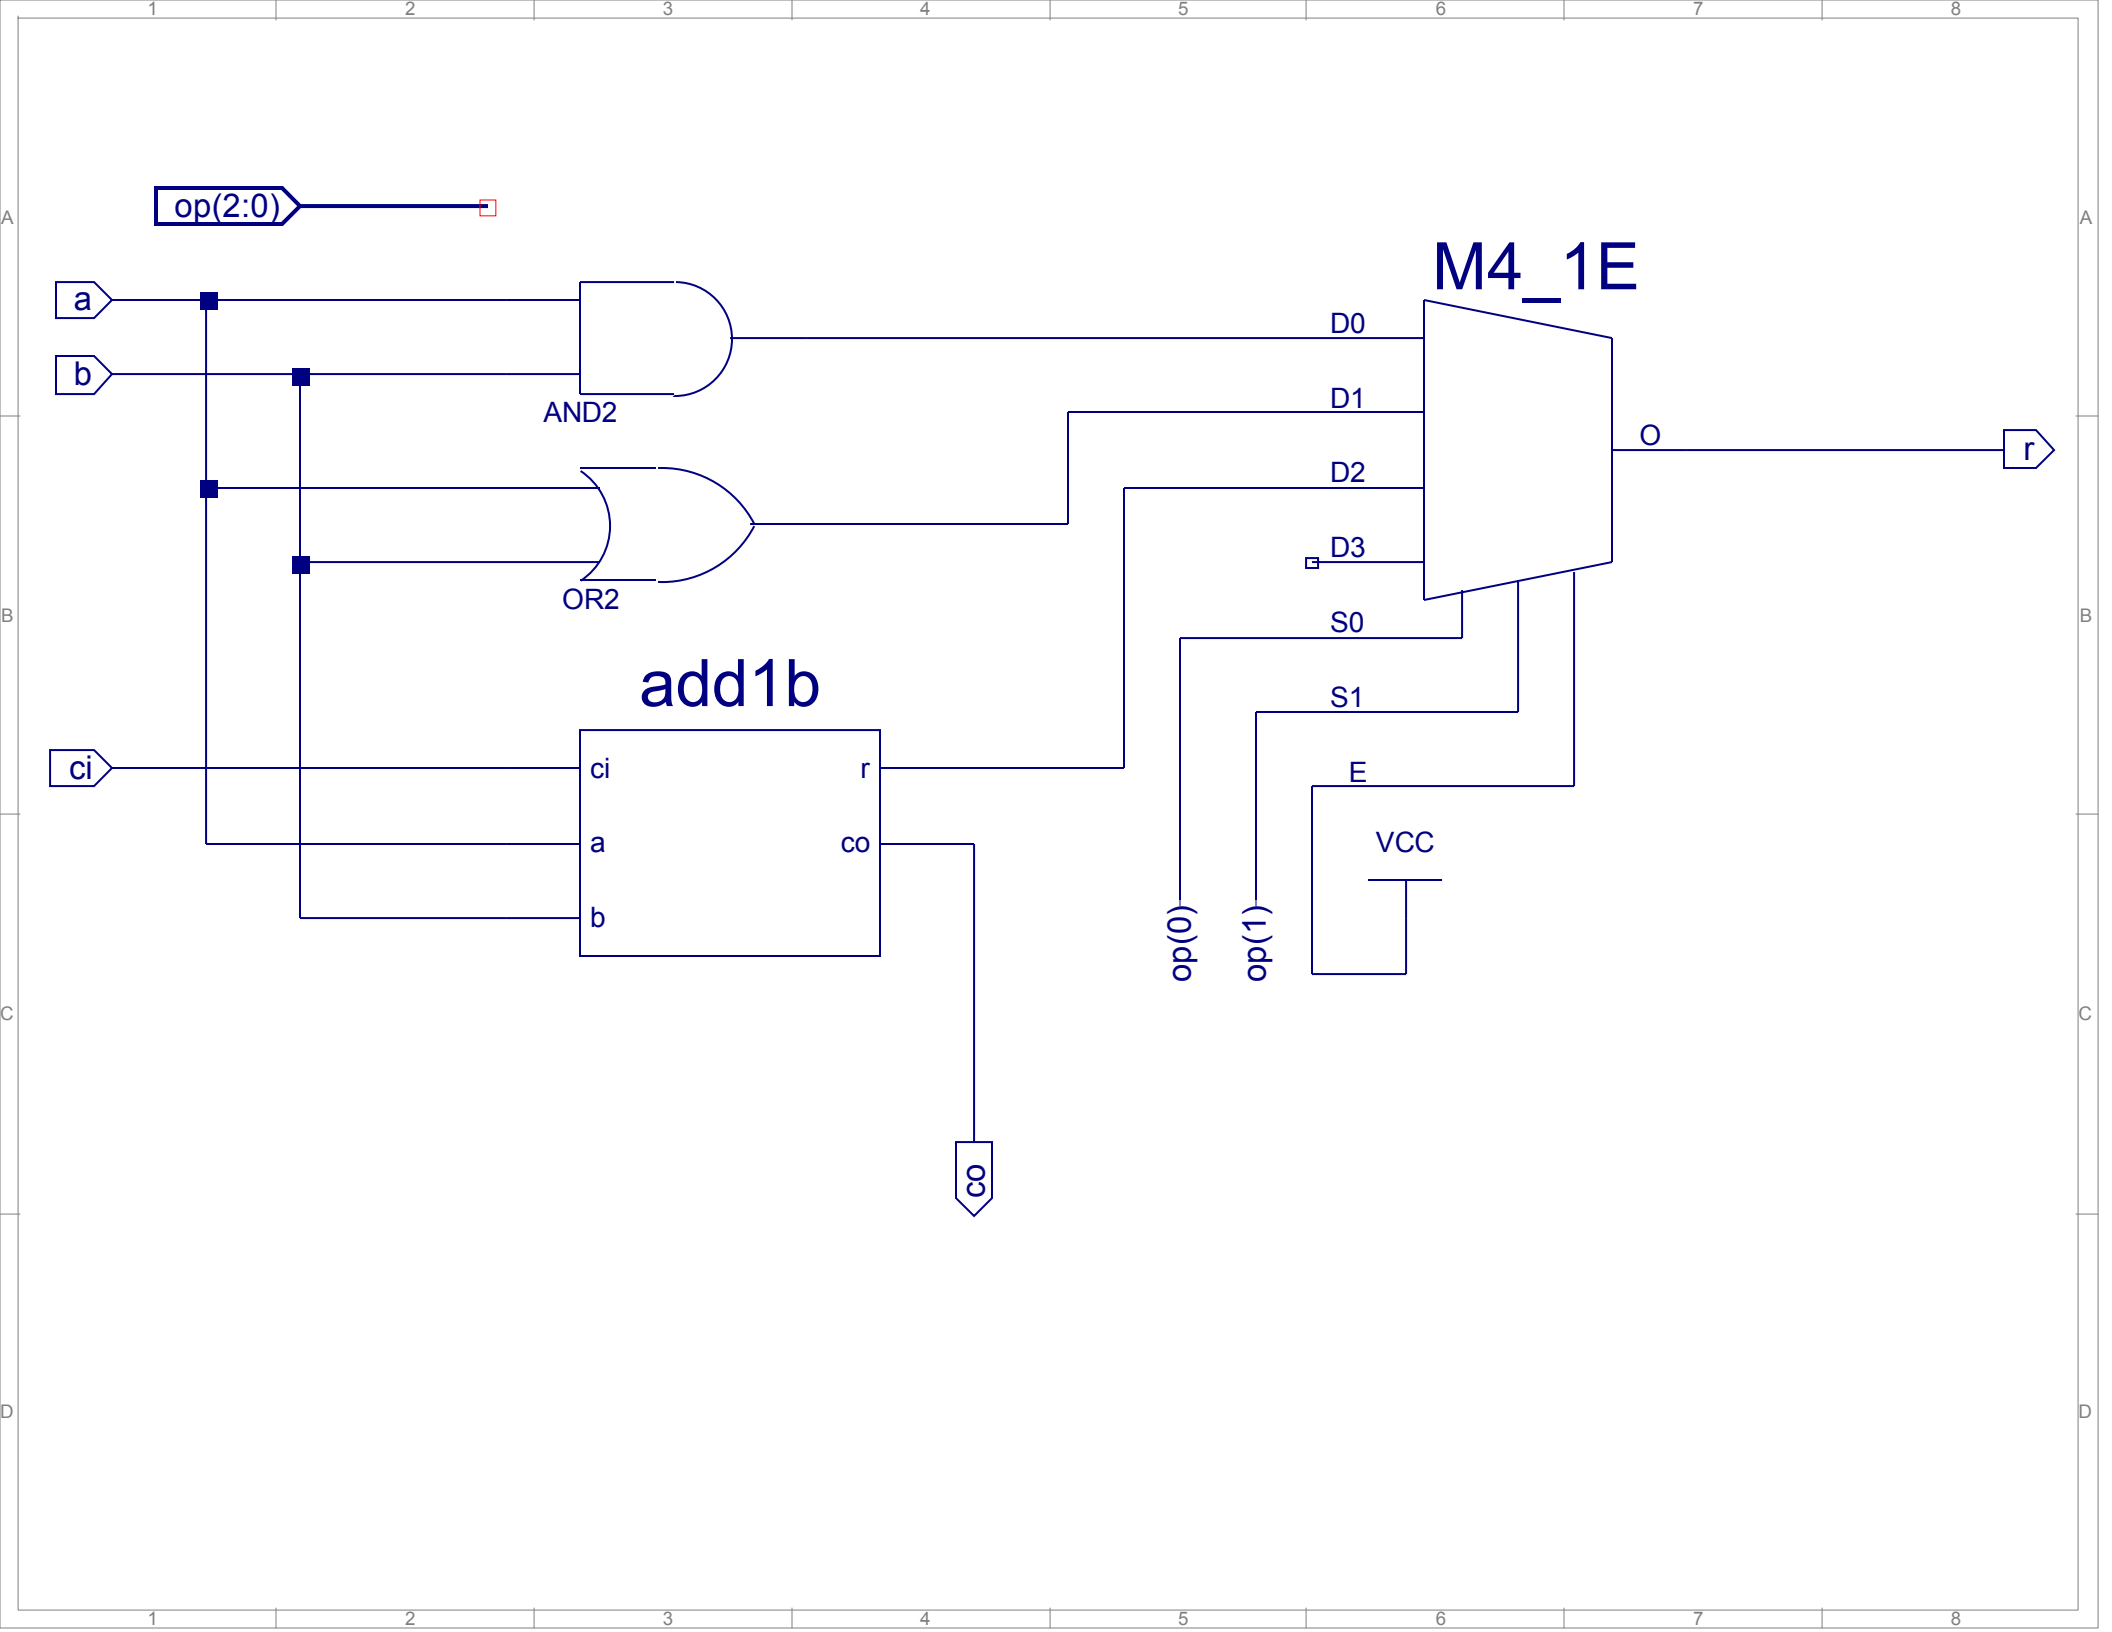 1 2 3 4 5 6 7 8
A A
op(2:0)
M4_1E
a
D0
b
D1
AND2
O
r
D2
D3
OR2
B B
S0
add1b
S1
ci
ci r
E
a co
VCC
b
op(0) op(1)
C C
co
D D
1 2 3 4 5 6 7 8